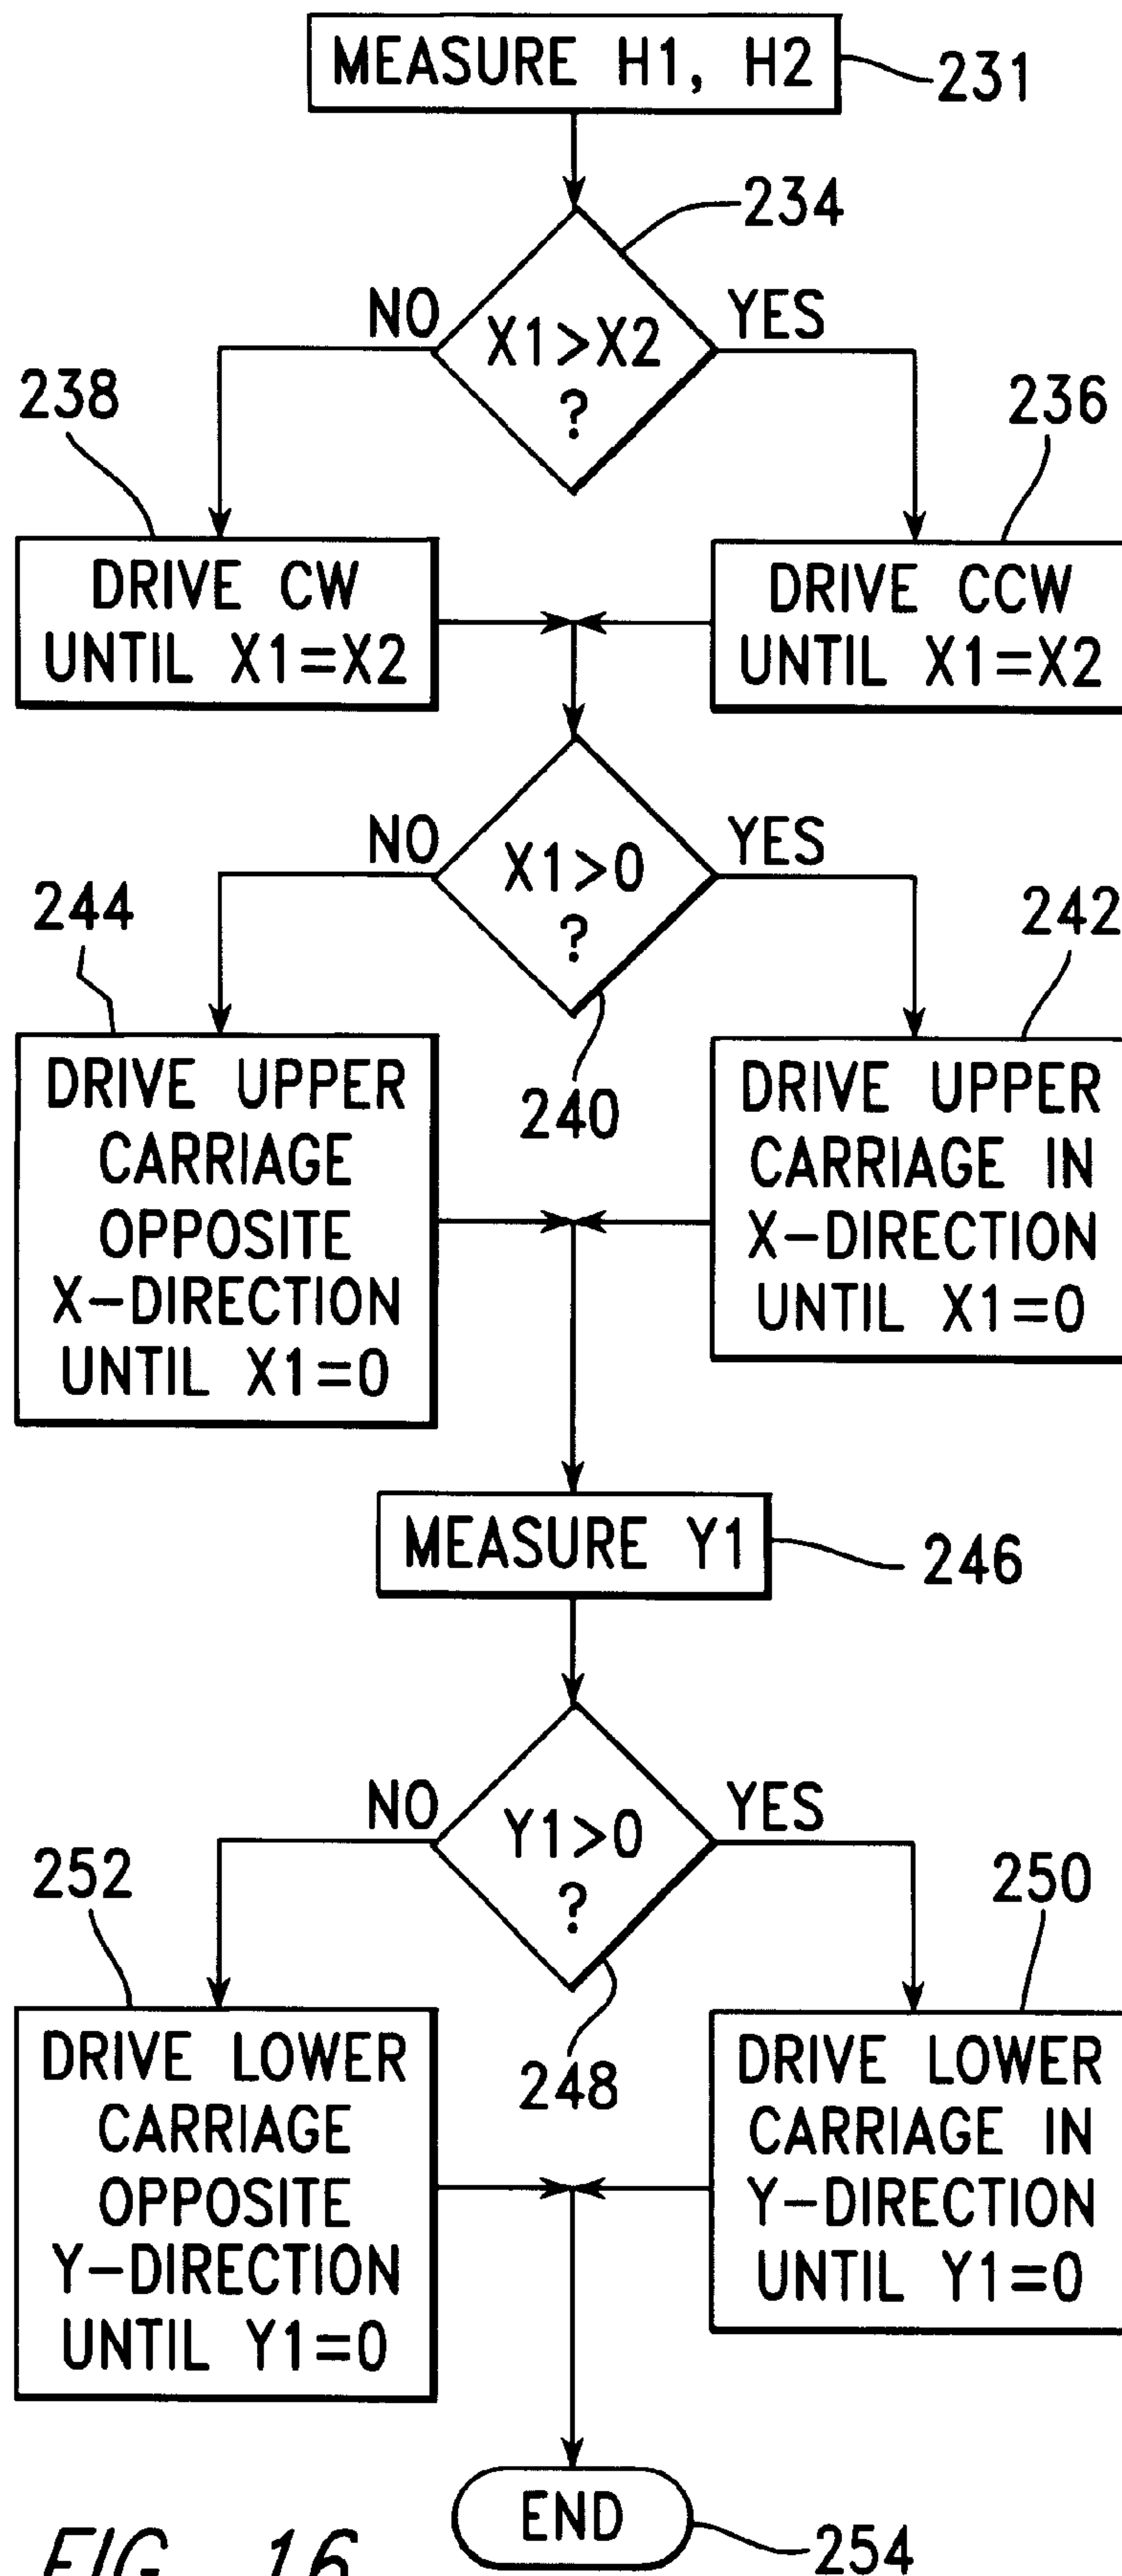 MEASURE H1, H2
231
234
NO
YES
X1>X2
?
238
236
DRIVE CW
UNTIL X1=X2
DRIVE CCW
UNTIL X1=X2
NO
YES
X1>0
?
244
242
240
DRIVE UPPER
CARRIAGE
OPPOSITE
X-DIRECTION
UNTIL X1=0
DRIVE UPPER
CARRIAGE IN
X-DIRECTION
UNTIL X1=0
MEASURE Y1
246
NO
YES
Y1>0
?
252
250
248
DRIVE LOWER
CARRIAGE
OPPOSITE
Y-DIRECTION
UNTIL Y1=0
DRIVE LOWER
CARRIAGE IN
Y-DIRECTION
UNTIL Y1=0
END
254
FIG. 16